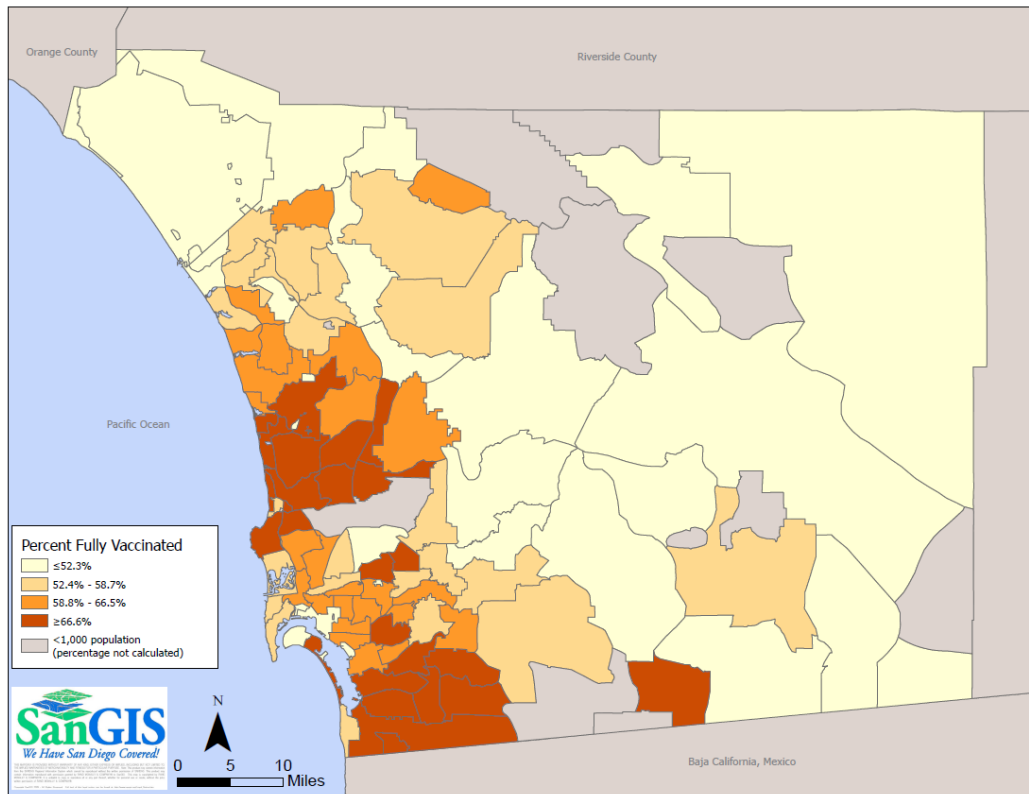 Orange County
Riverside County
Pacific Ocean
Percent Fully Vaccinated
≤52.3%
52.4% - 58.7%
58.8% - 66.5%
≥66.6%
<1,000 population
(percentage not calculated)
SanGIS
We Have San Diego Covered!
N
0 5 10
Miles
Baja California, Mexico